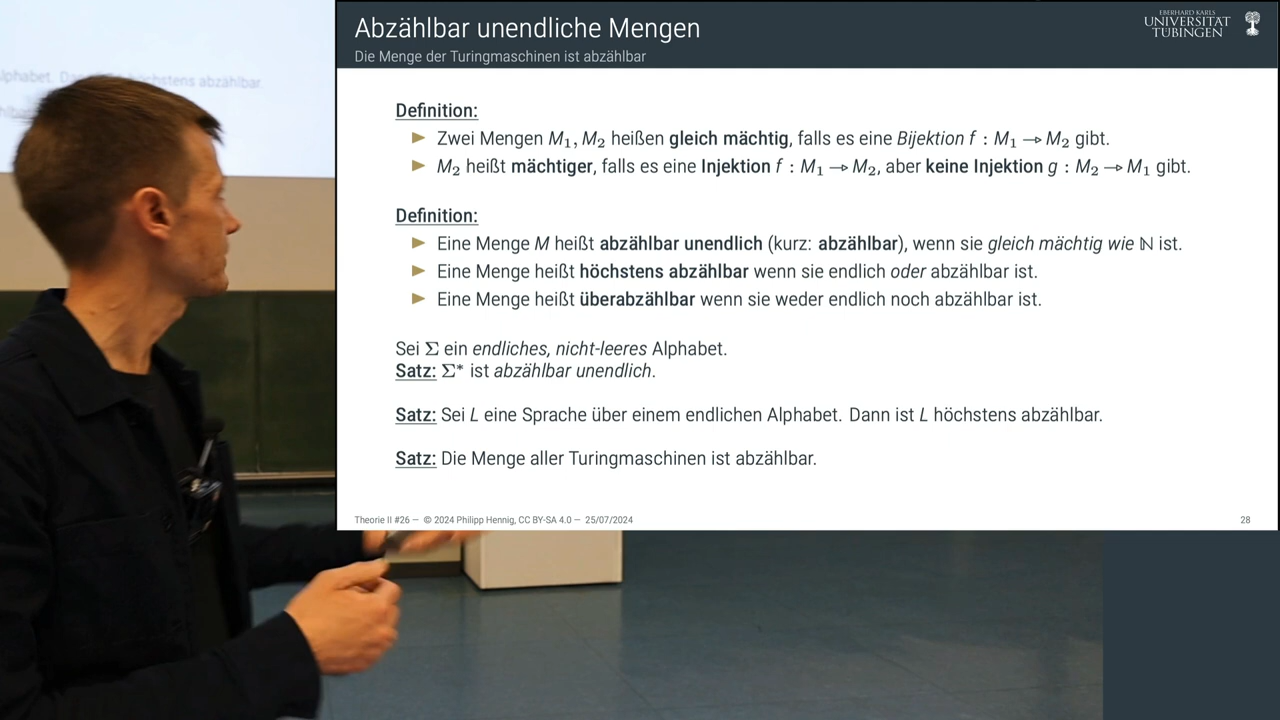 Abzählbar unendliche Mengen
Die Menge der Turingmaschinen ist abzählbar
EBERHARD KARLS
UNIVERSITAT
TUBINGEN
Definition:
Zwei Mengen M₁, M₂ heißen gleich mächtig, falls es eine Bijektion f : M₁ → M₂ gibt.
M₂ heißt mächtiger, falls es eine Injektion f : M₁ → M₂, aber keine Injektion g : M₂ → M₁ gibt.
Definition:
Eine Menge M heißt abzählbar unendlich (kurz: abzählbar), wenn sie gleich mächtig wie ℕ ist.
Eine Menge heißt höchstens abzählbar wenn sie endlich oder abzählbar ist.
Eine Menge heißt überabzählbar wenn sie weder endlich noch abzählbar ist.
Sei Σ ein endliches, nicht-leeres Alphabet.
Satz: Σ* ist abzählbar unendlich.
Satz: Sei L eine Sprache über einem endlichen Alphabet. Dann ist L höchstens abzählbar.
Satz: Die Menge aller Turingmaschinen ist abzählbar.
Theorie II #26 — © 2024 Philipp Hennig, CC BY-SA 4.0 — 25/07/2024
28
abzählbar.